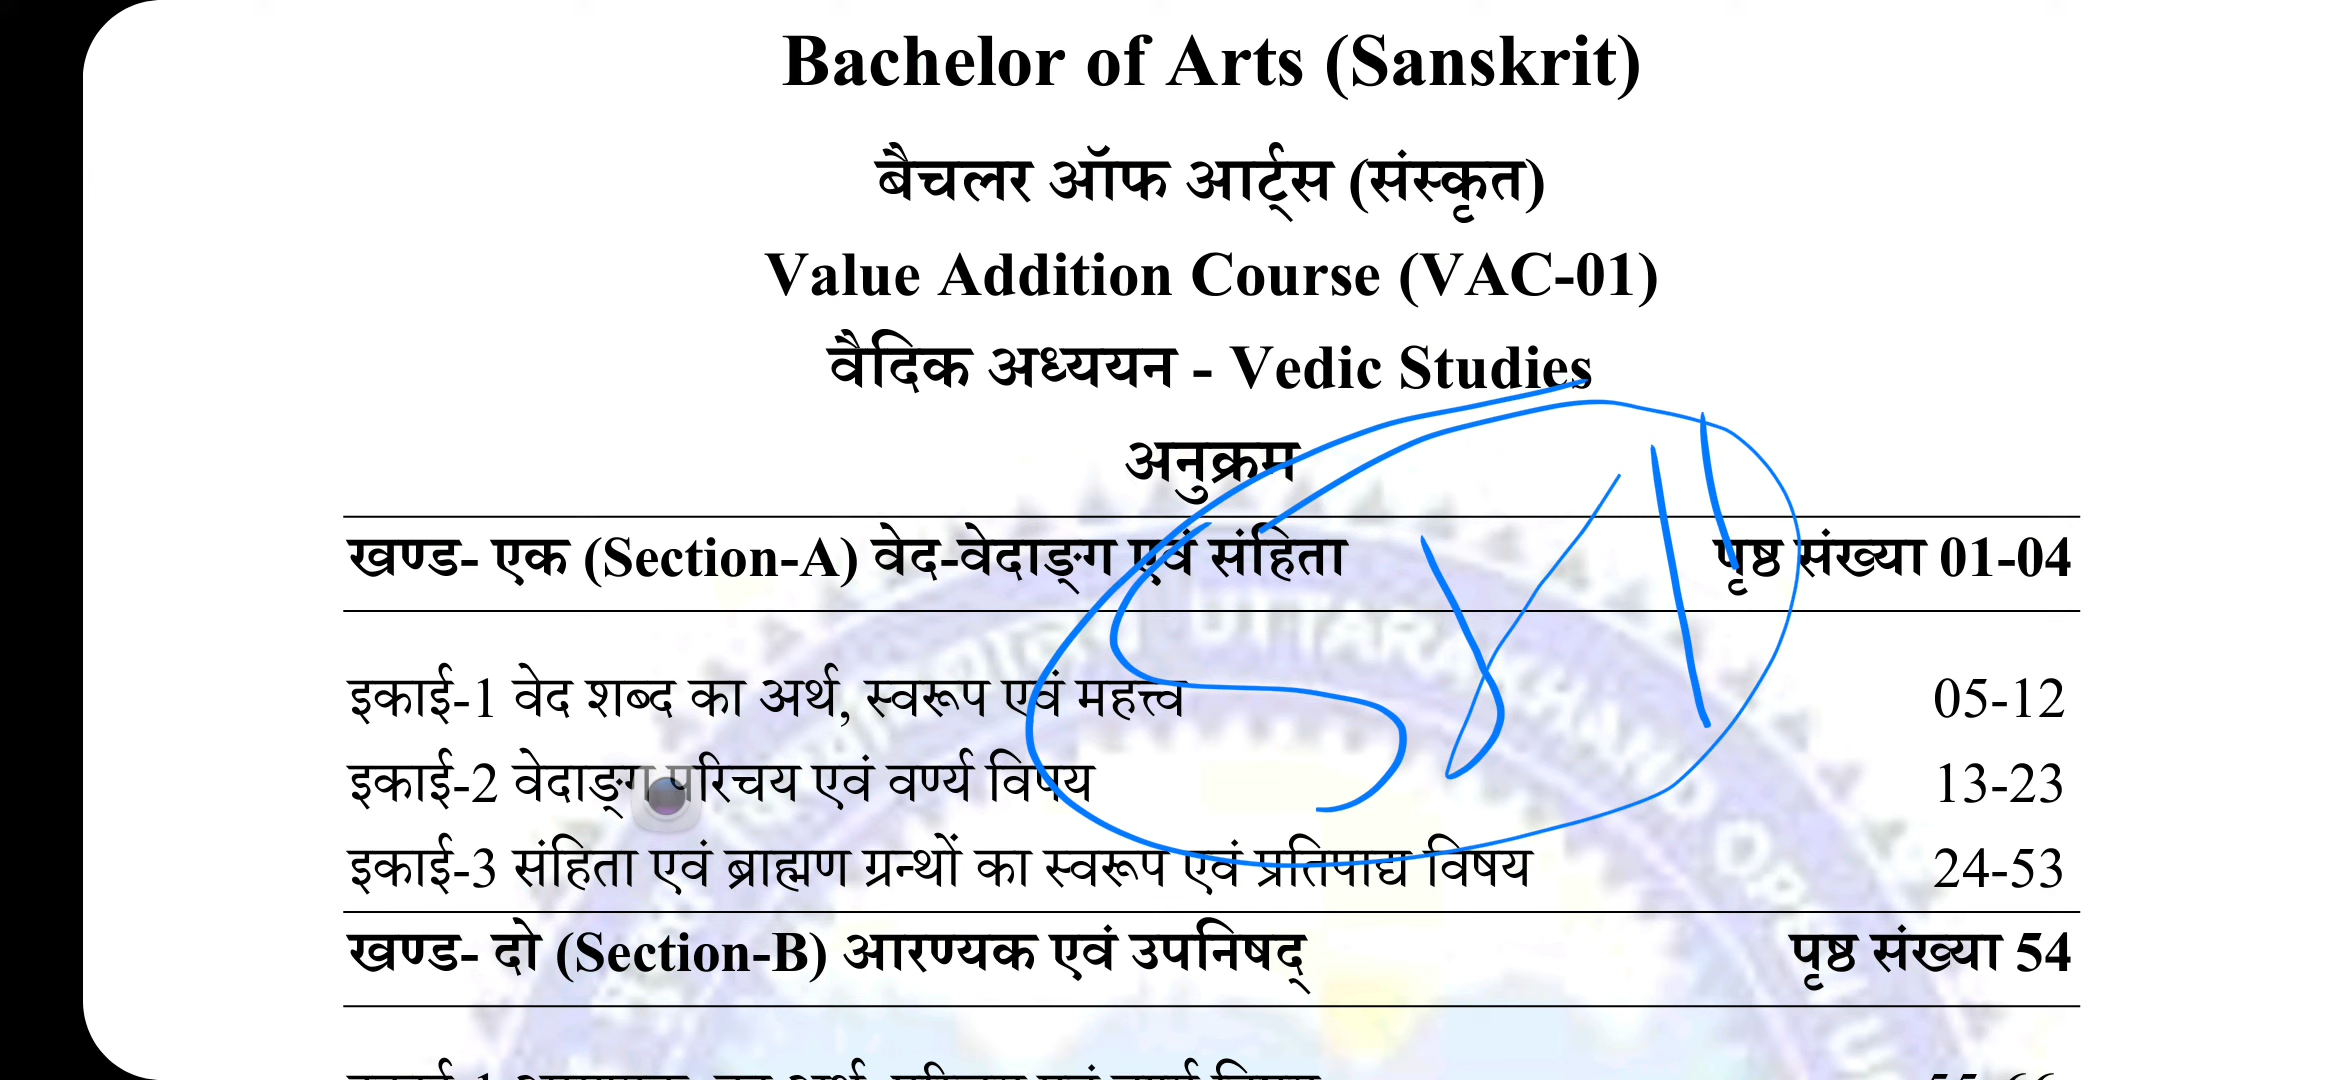 Bachelor of Arts (Sanskrit)
बैचलर ऑफ आर्ट्स (संस्कृत)
Value Addition Course (VAC-01)
वैदिक अध्ययन - Vedic Studies
अनुक्रम
खण्ड- एक (Section-A) वेद-वेदाङ्ग एवं संहिता पृष्ठ संख्या 01-04
इकाई-1 वेद शब्द का अर्थ, स्वरूप एवं महत्त्व 05-12
इकाई-2 वेदाङ्ग परिचय एवं वर्ण्य विषय 13-23
इकाई-3 संहिता एवं ब्राह्मण ग्रन्थों का स्वरूप एवं प्रतिपाद्य विषय 24-53
खण्ड- दो (Section-B) आरण्यक एवं उपनिषद् पृष्ठ संख्या 54
UTTARAKHAND OP